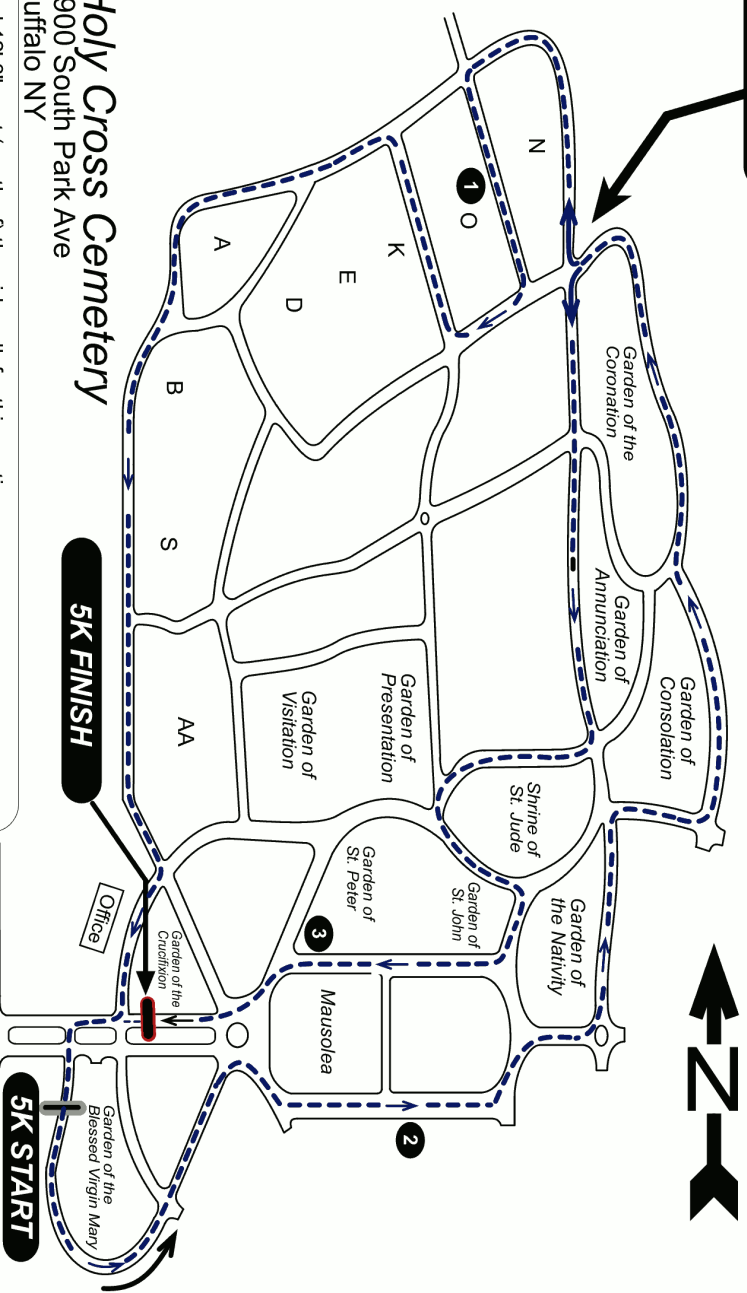 Holy Cross Cemetery
900 South Park Ave
uffalo NY
N
1
O
K
E
D
A
B
S
AA
Garden of the
Coronation
Garden of
Annunciation
Garden of
Consolation
Garden of
Presentation
Garden of
Visitation
Shrine of
St. Jude
Garden of
St. Peter
Garden of
St. John
Garden of
the Nativity
3
Mausolea
2
Garden of the
Crucifixion
Office
5K FINISH
Garden of the
Blessed Virgin Mary
5K START
N